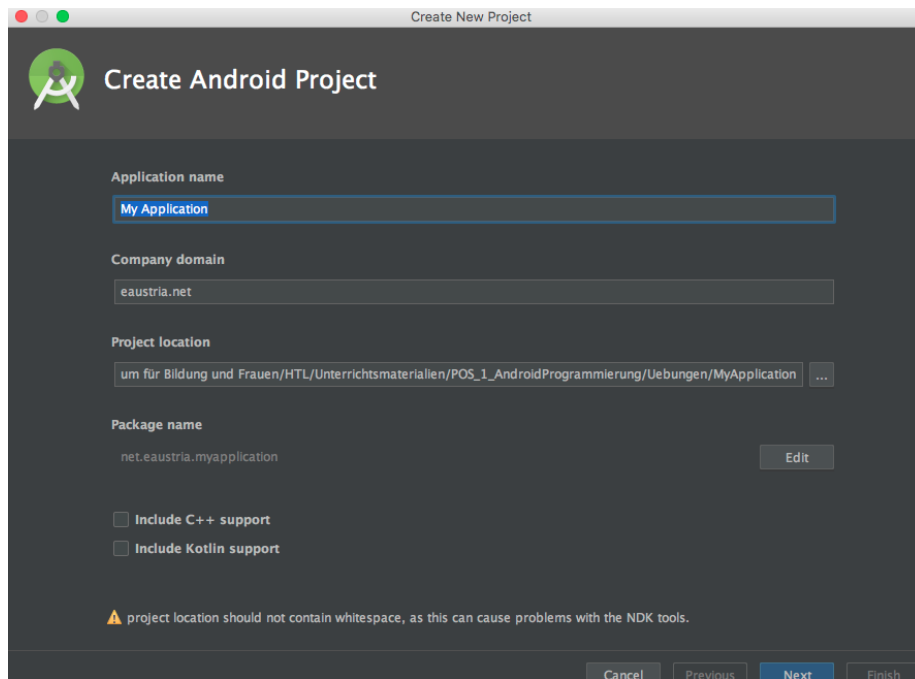 Create New Project
Create Android Project
Application name
My Application
Company domain
eaustria.net
Project location
um für Bildung und Frauen/HTL/Unterrichtsmaterialien/POS_1_AndroidProgrammierung/Uebungen/MyApplication ...
Package name
net.eaustria.myapplication Edit
Include C++ support
Include Kotlin support
project location should not contain whitespace, as this can cause problems with the NDK tools.
Cancel Previous Next Finish